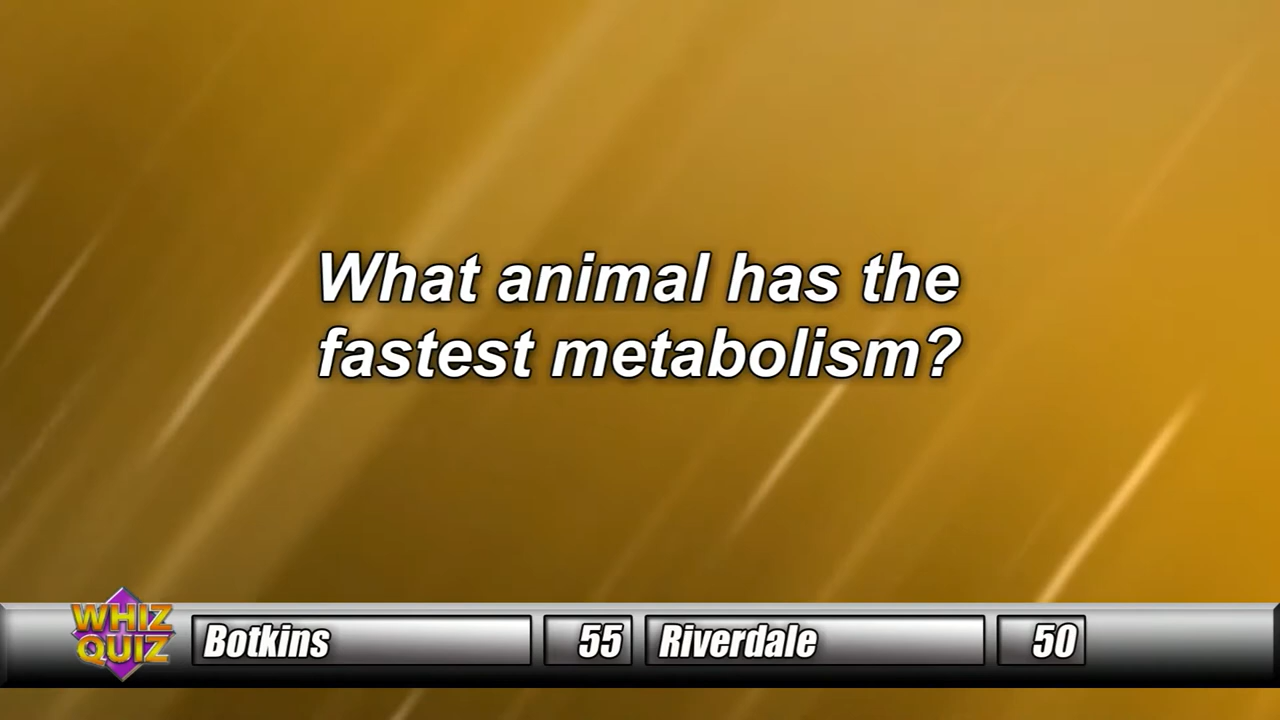 What animal has the
fastest metabolism?
WHIZ
QUIZ
Botkins 55 Riverdale 50